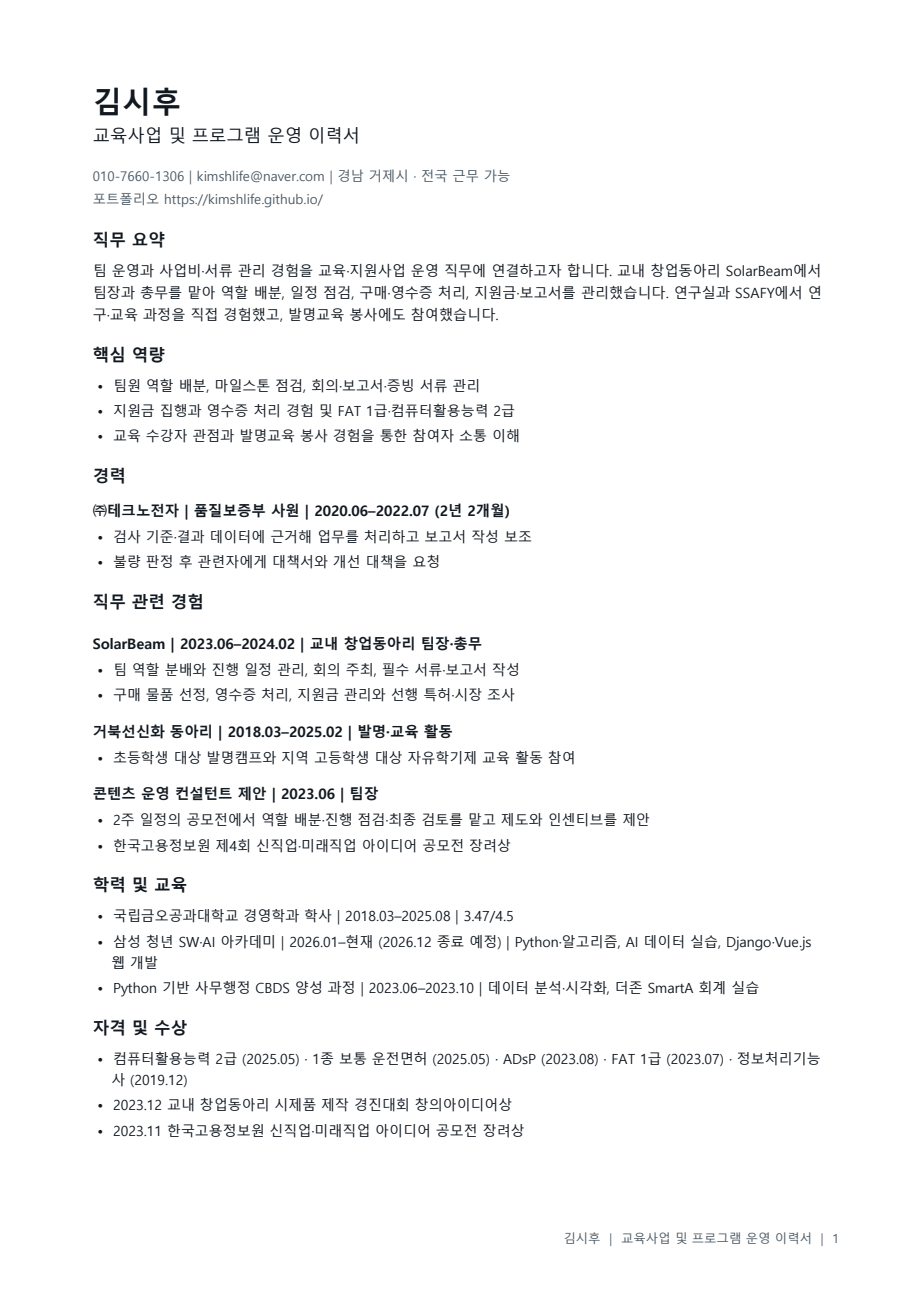 김시후
교육사업 및 프로그램 운영 이력서
010-7660-1306 | kimshlife@naver.com | 경남 거제시 · 전국 근무 가능
포트폴리오 https://kimshlife.github.io/
직무 요약
팀 운영과 사업비·서류 관리 경험을 교육·지원사업 운영 직무에 연결하고자 합니다. 교내 창업동아리 SolarBeam에서
팀장과 총무를 맡아 역할 배분, 일정 점검, 구매·영수증 처리, 지원금·보고서를 관리했습니다. 연구실과 SSAFY에서 연
구·교육 과정을 직접 경험했고, 발명교육 봉사에도 참여했습니다.
핵심 역량
• 팀원 역할 배분, 마일스톤 점검, 회의·보고서·증빙 서류 관리
• 지원금 집행과 영수증 처리 경험 및 FAT 1급·컴퓨터활용능력 2급
• 교육 수강자 관점과 발명교육 봉사 경험을 통한 참여자 소통 이해
경력
㈜테크노전자 | 품질보증부 사원 | 2020.06–2022.07 (2년 2개월)
• 검사 기준·결과 데이터에 근거해 업무를 처리하고 보고서 작성 보조
• 불량 판정 후 관련자에게 대책서와 개선 대책을 요청
직무 관련 경험
SolarBeam | 2023.06–2024.02 | 교내 창업동아리 팀장·총무
• 팀 역할 분배와 진행 일정 관리, 회의 주최, 필수 서류·보고서 작성
• 구매 물품 선정, 영수증 처리, 지원금 관리와 선행 특허·시장 조사
거북선신화 동아리 | 2018.03–2025.02 | 발명·교육 활동
• 초등학생 대상 발명캠프와 지역 고등학생 대상 자유학기제 교육 활동 참여
콘텐츠 운영 컨설턴트 제안 | 2023.06 | 팀장
• 2주 일정의 공모전에서 역할 배분·진행 점검·최종 검토를 맡고 제도와 인센티브를 제안
• 한국고용정보원 제4회 신직업·미래직업 아이디어 공모전 장려상
학력 및 교육
• 국립금오공과대학교 경영학과 학사 | 2018.03–2025.08 | 3.47/4.5
• 삼성 청년 SW·AI 아카데미 | 2026.01–현재 (2026.12 종료 예정) | Python·알고리즘, AI 데이터 실습, Django·Vue.js
웹 개발
• Python 기반 사무행정 CBDS 양성 과정 | 2023.06–2023.10 | 데이터 분석·시각화, 더존 SmartA 회계 실습
자격 및 수상
• 컴퓨터활용능력 2급 (2025.05) · 1종 보통 운전면허 (2025.05) · ADsP (2023.08) · FAT 1급 (2023.07) · 정보처리기능
사 (2019.12)
• 2023.12 교내 창업동아리 시제품 제작 경진대회 창의아이디어상
• 2023.11 한국고용정보원 신직업·미래직업 아이디어 공모전 장려상
김시후 | 교육사업 및 프로그램 운영 이력서 | 1